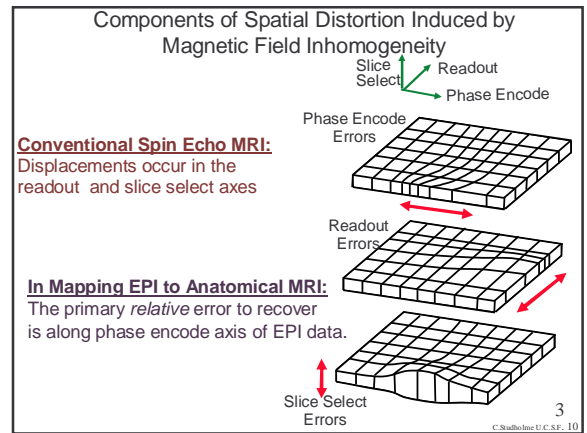 Components of Spatial Distortion Induced by
Magnetic Field Inhomogeneity
Slice
Select
Readout
Phase Encode
Phase Encode
Errors
Conventional Spin Echo MRI:
Displacements occur in the
readout and slice select axes
Readout
Errors
In Mapping EPI to Anatomical MRI:
The primary relative error to recover
is along phase encode axis of EPI data.
Slice Select
Errors
3
C.Studholme U.C.S.F. 10